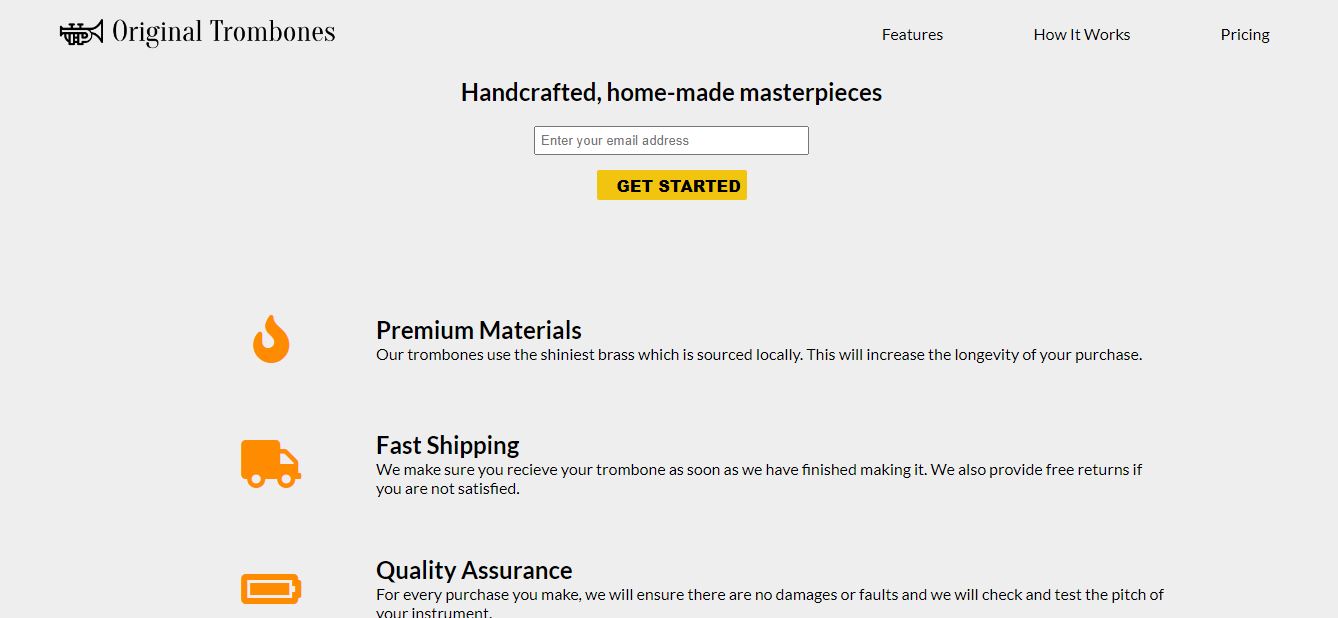 Original Trombones
Features
How It Works
Pricing
Handcrafted, home-made masterpieces
Enter your email address
GET STARTED
Premium Materials
Our trombones use the shiniest brass which is sourced locally. This will increase the longevity of your purchase.
Fast Shipping
We make sure you recieve your trombone as soon as we have finished making it. We also provide free returns if
you are not satisfied.
Quality Assurance
For every purchase you make, we will ensure there are no damages or faults and we will check and test the pitch of
your instrument.